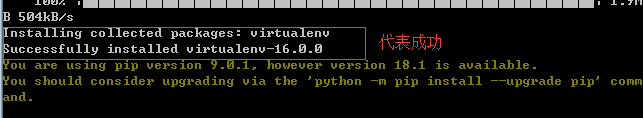 100%
1.9M
B 504kB/s
Installing collected packages: virtualenv
Successfully installed virtualenv-16.0.0
代表成功
You are using pip version 9.0.1, however version 18.1 is available.
You should consider upgrading via the 'python -m pip install --upgrade pip' comm
and.